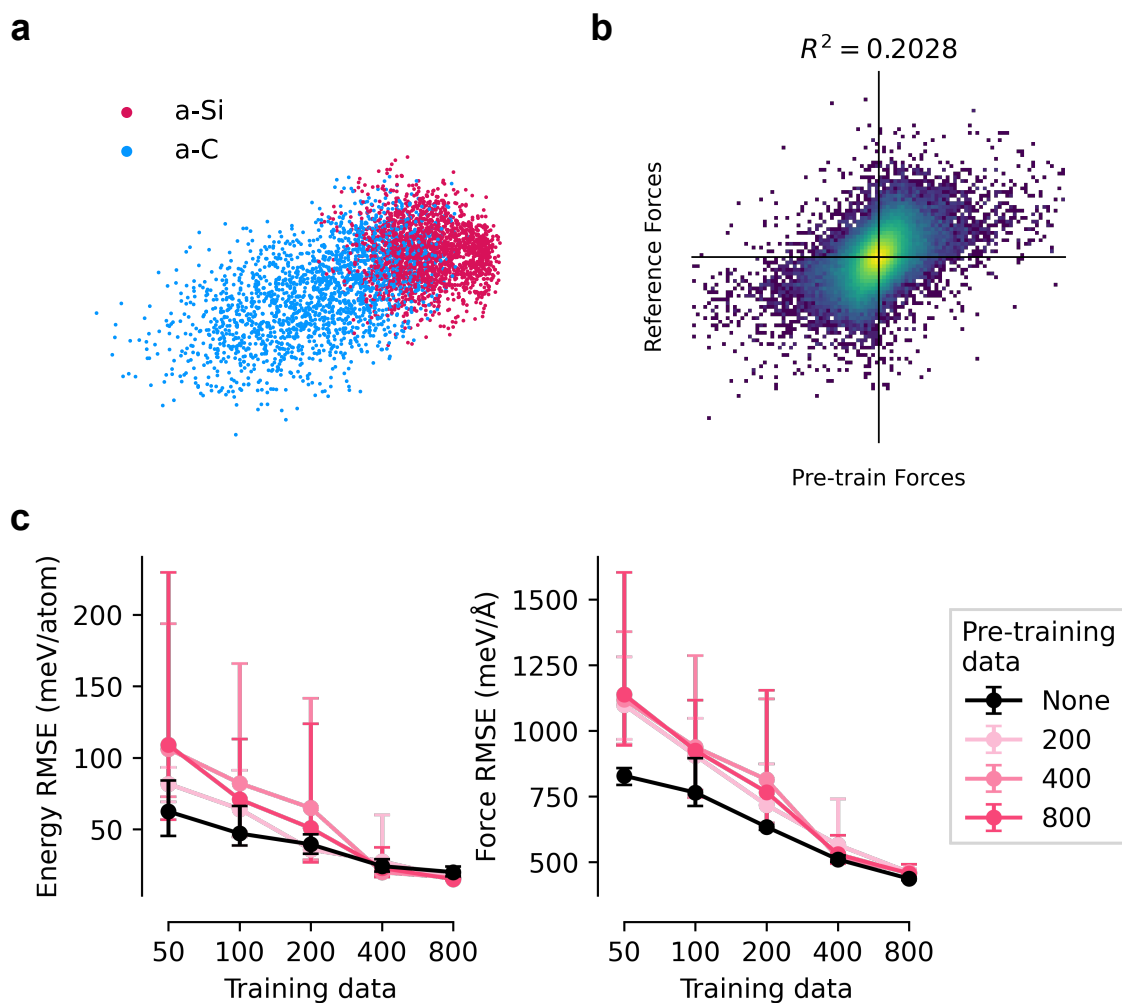 a
a-Si
a-C
b
R² = 0.2028
Reference Forces
Pre-train Forces
c
Energy RMSE (meV/atom)
200
150
100
50
50 100 200 400 800
Training data
Force RMSE (meV/Å)
1500
1250
1000
750
500
50 100 200 400 800
Training data
Pre-training
data
None
200
400
800